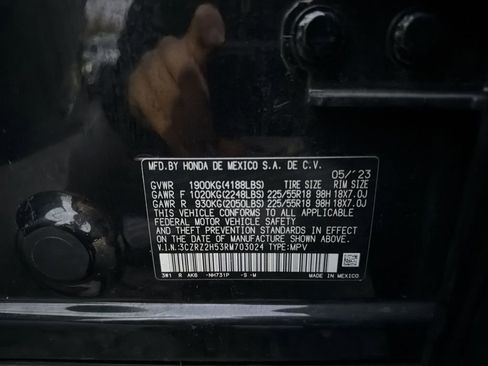 MFD.BY HONDA DE MEXICO S.A. DE C.V.
05/'23
GVWR 1900KG(4188LBS) TIRE SIZE RIM SIZE
GAWR F 1020KG(2248LBS) 225/55R18 98H 18X7.0J
GAWR R 930KG(2050LBS) 225/55R18 98H 18X7.0J
THIS VEHICLE CONFORMS TO ALL APPLICABLE
FEDERAL MOTOR VEHICLE SAFETY
AND THEFT PREVENTION STANDARDS IN EFFECT
ON THE DATE OF MANUFACTURE SHOWN ABOVE.
V.I.N.:3CZRZ2H53RM703024 TYPE:MPV
3W1 R AK6 NH731P -S -M
MADE IN MEXICO